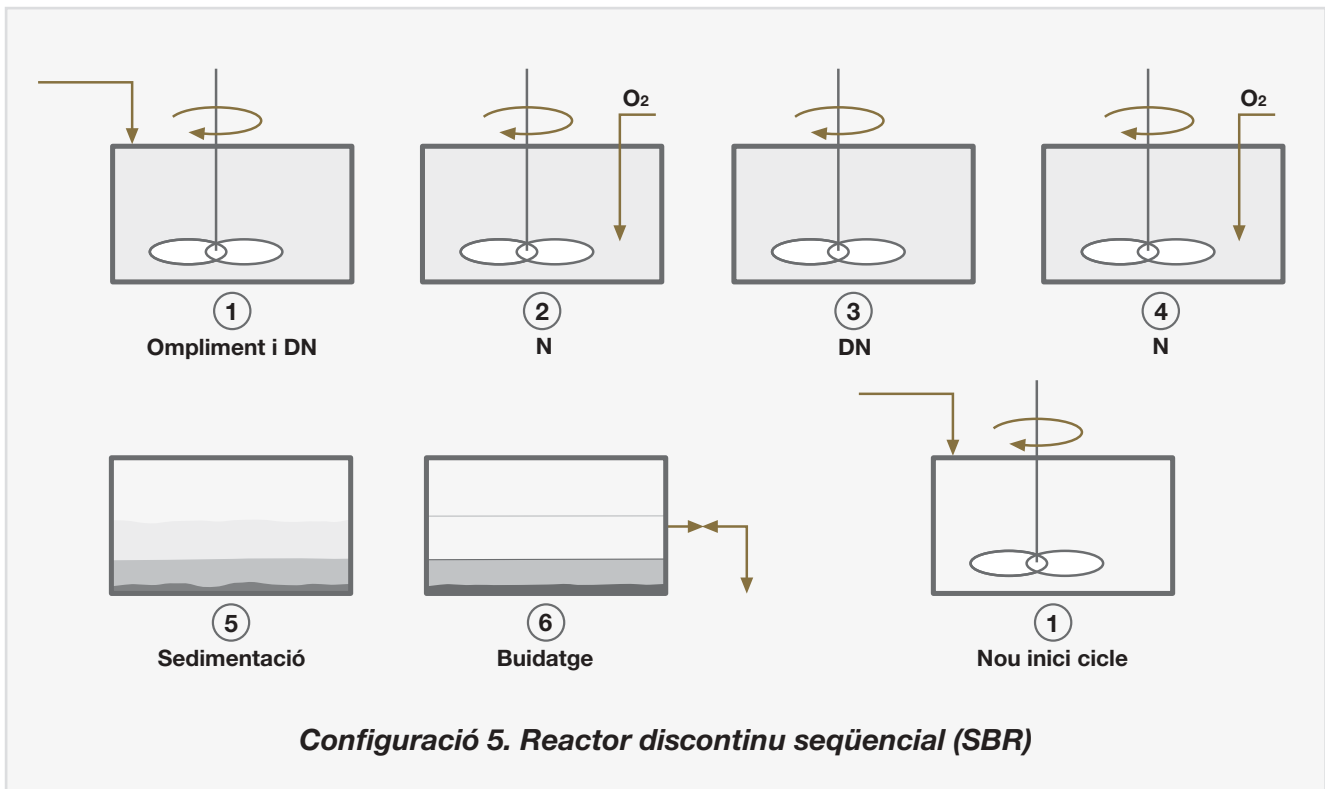 O₂
O₂
1
2
3
4
Ompliment i DN
N
DN
N
5
6
1
Sedimentació
Buidatge
Nou inici cicle
Configuració 5. Reactor discontinu seqüencial (SBR)